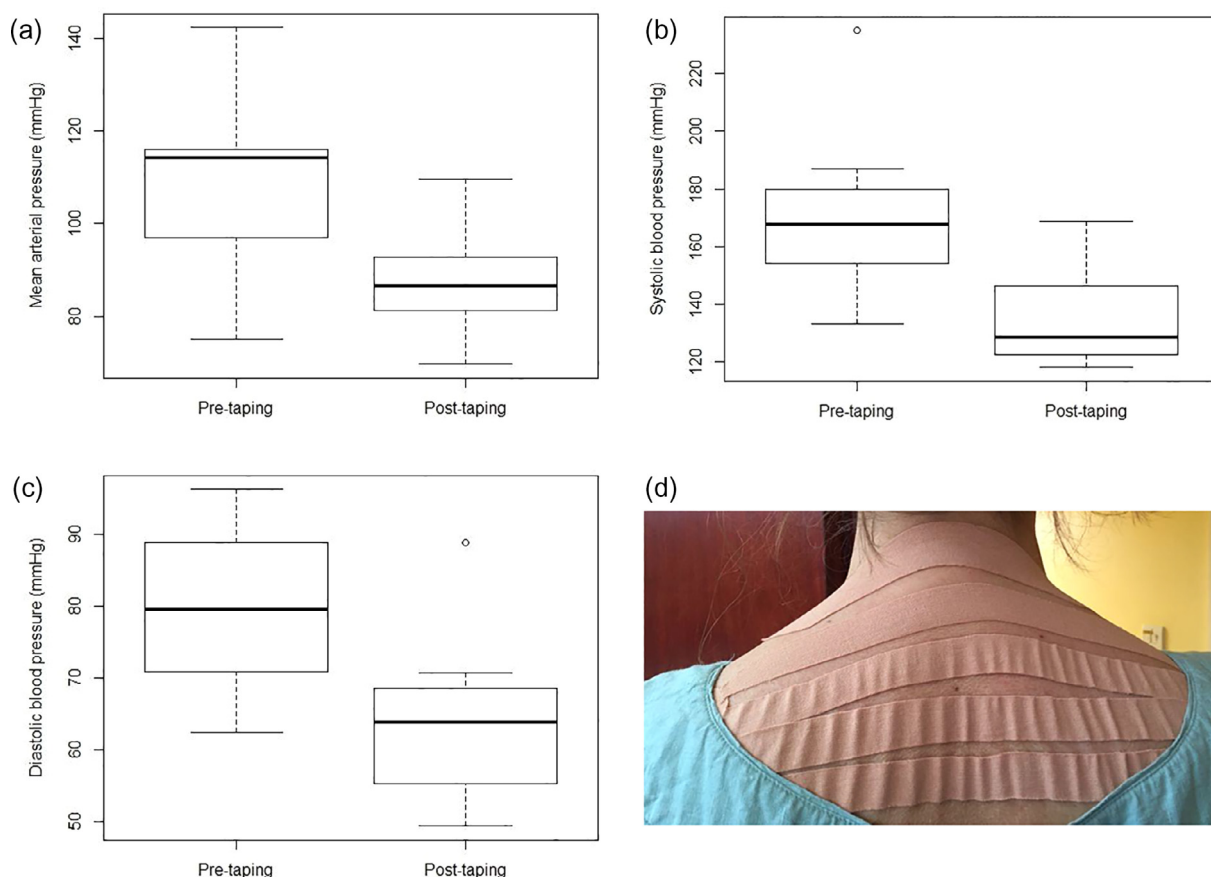 (a)
Mean arterial pressure (mmHg)
140
120
100
80
Pre-taping
Post-taping
(b)
Systolic blood pressure (mmHg)
220
200
180
160
140
120
Pre-taping
Post-taping
(c)
Diastolic blood pressure (mmHg)
90
80
70
60
50
Pre-taping
Post-taping
(d)